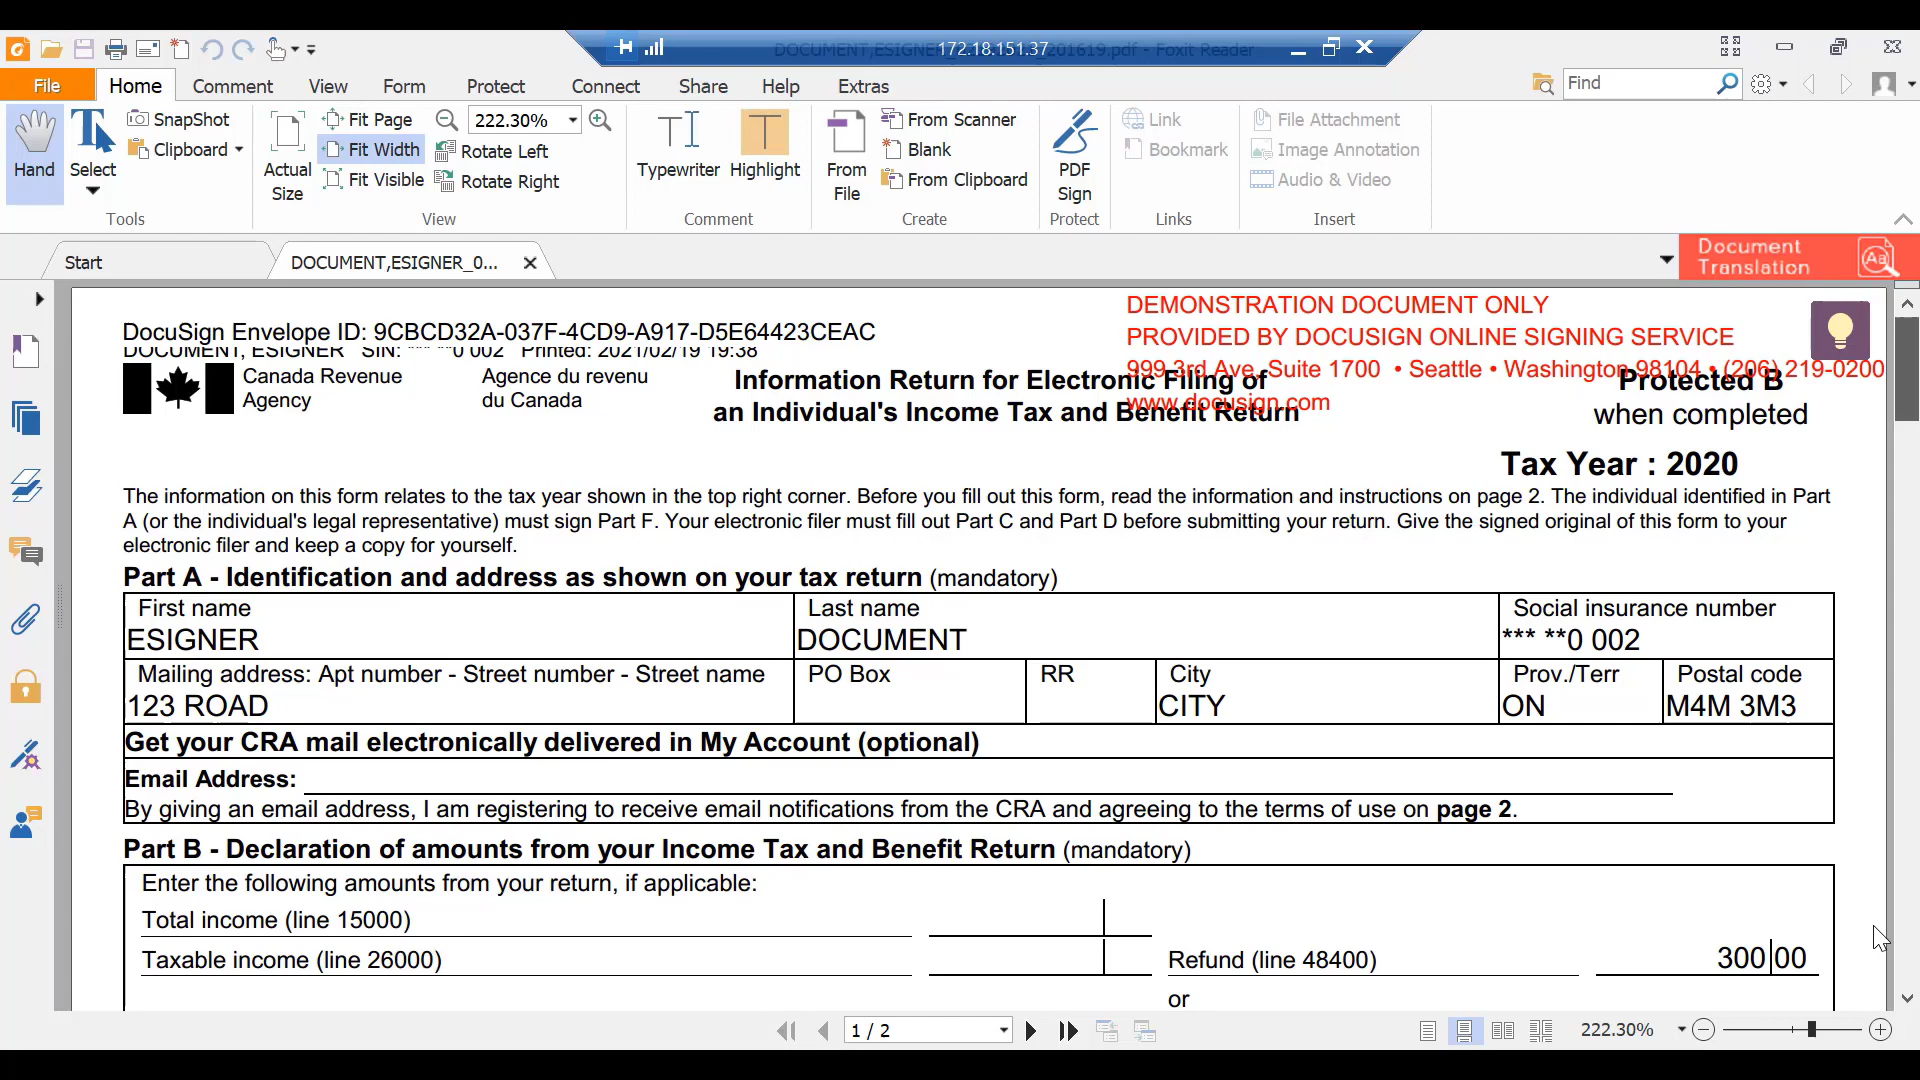 172.18.151.37
File Home Comment View Form Protect Connect Share Help Extras Find
Hand
Select
SnapShot
Clipboard
Tools
Actual Size
Fit Page
Fit Width
Fit Visible
222.30%
Rotate Left
Rotate Right
View
Typewriter
Highlight
Comment
From File
From Scanner
Blank
From Clipboard
Create
PDF Sign
Protect
Link
Bookmark
Links
File Attachment
Image Annotation
Audio & Video
Insert
Start
DOCUMENT,ESIGNER_0...
Document
Translation
DEMONSTRATION DOCUMENT ONLY
PROVIDED BY DOCUSIGN ONLINE SIGNING SERVICE
999 3rd Ave, Suite 1700 • Seattle • Washington 98104 • (206) 219-0200
www.docusign.com
DocuSign Envelope ID: 9CBCD32A-037F-4CD9-A917-D5E64423CEAC
DOCUMENT, ESIGNER SIN: *** **0 002 Printed: 2021/02/19 19:38
Canada Revenue
Agency
Agence du revenu
du Canada
Information Return for Electronic Filing of
an Individual's Income Tax and Benefit Return
Protected B
when completed
Tax Year : 2020
The information on this form relates to the tax year shown in the top right corner. Before you fill out this form, read the information and instructions on page 2. The individual identified in Part
A (or the individual's legal representative) must sign Part F. Your electronic filer must fill out Part C and Part D before submitting your return. Give the signed original of this form to your
electronic filer and keep a copy for yourself.
Part A - Identification and address as shown on your tax return (mandatory)
First name
ESIGNER
Last name
DOCUMENT
Social insurance number
*** **0 002
Mailing address: Apt number - Street number - Street name
123 ROAD
PO Box
RR
City
CITY
Prov./Terr
ON
Postal code
M4M 3M3
Get your CRA mail electronically delivered in My Account (optional)
Email Address:
By giving an email address, I am registering to receive email notifications from the CRA and agreeing to the terms of use on page 2.
Part B - Declaration of amounts from your Income Tax and Benefit Return (mandatory)
Enter the following amounts from your return, if applicable:
Total income (line 15000)
Taxable income (line 26000)
Refund (line 48400) 300 00
or
1 / 2
222.30%